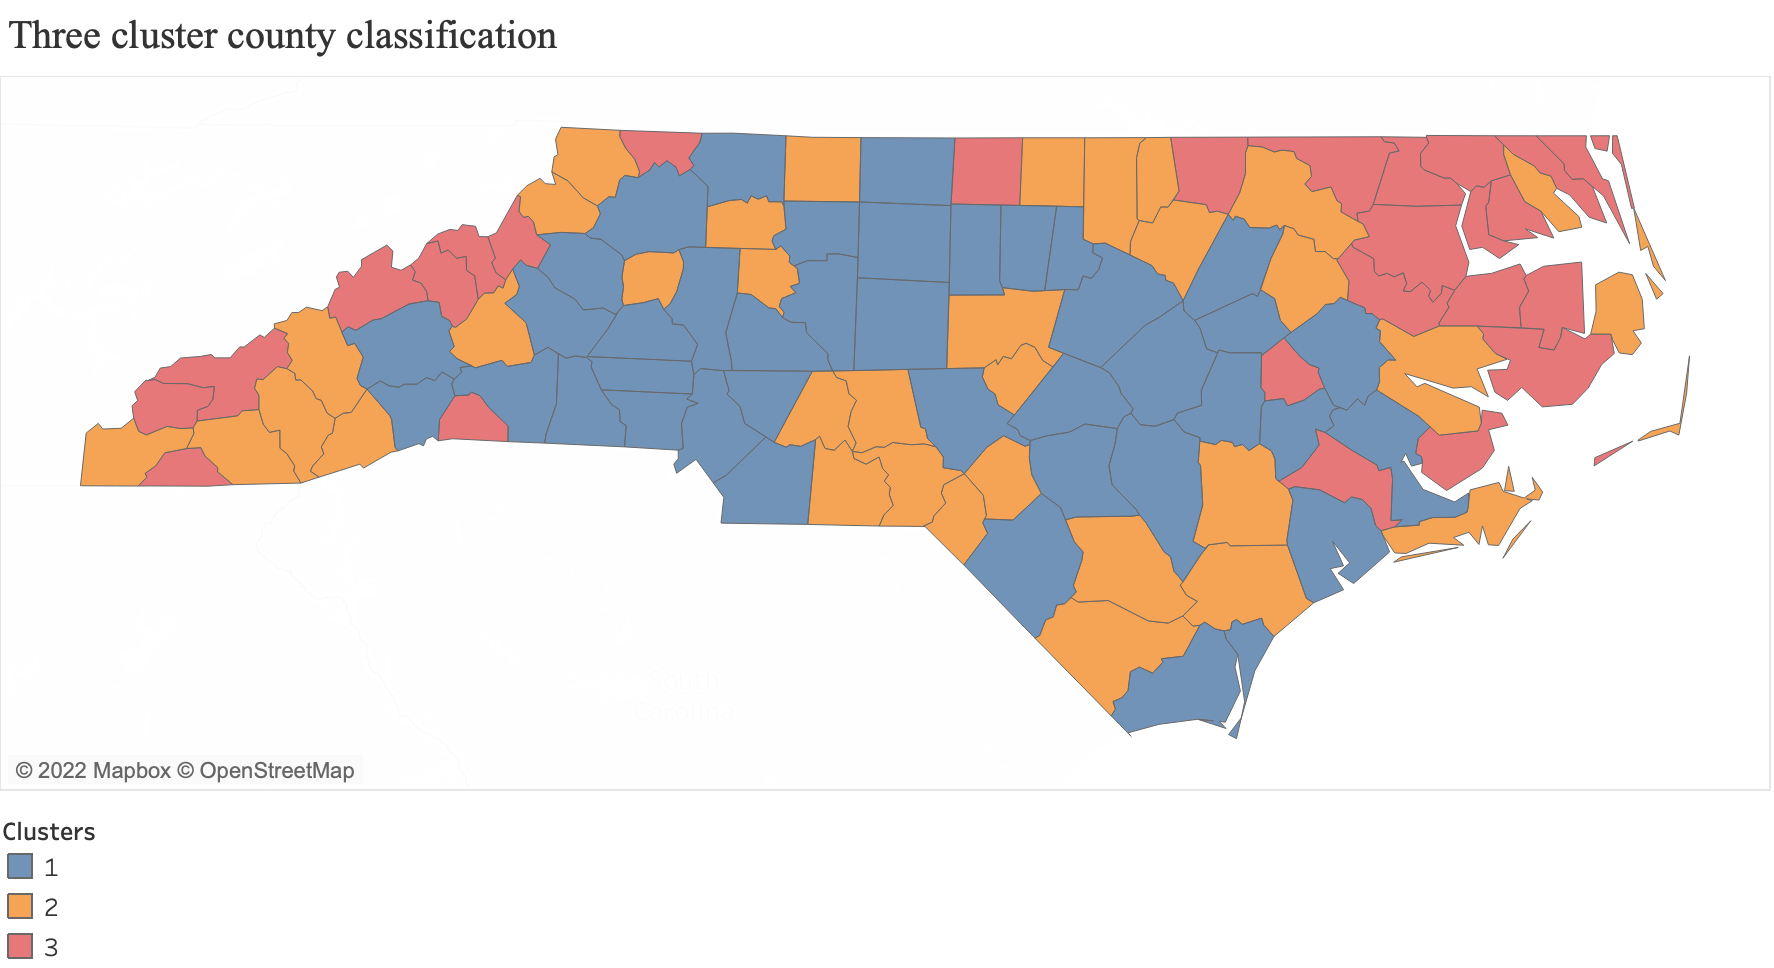 Three cluster county classification
© 2022 Mapbox © OpenStreetMap
Clusters
1
2
3